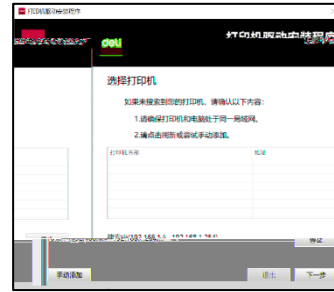 打印机驱动安装程序
deli
打印机驱动安装程序
选择打印机
如果未搜索到您的打印机，请确认以下内容：
1.请确保打印机和电脑处于同一局域网。
2.请点击刷新或尝试手动添加。
打印机名称 地址
手动添加 退出 下一步